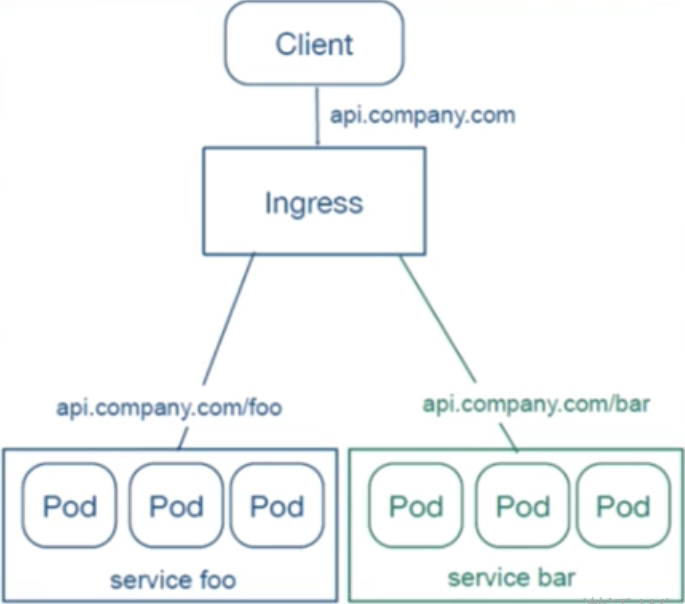 Client
api.company.com
Ingress
api.company.com/foo
api.company.com/bar
Pod Pod Pod
service foo
Pod Pod Pod
service bar